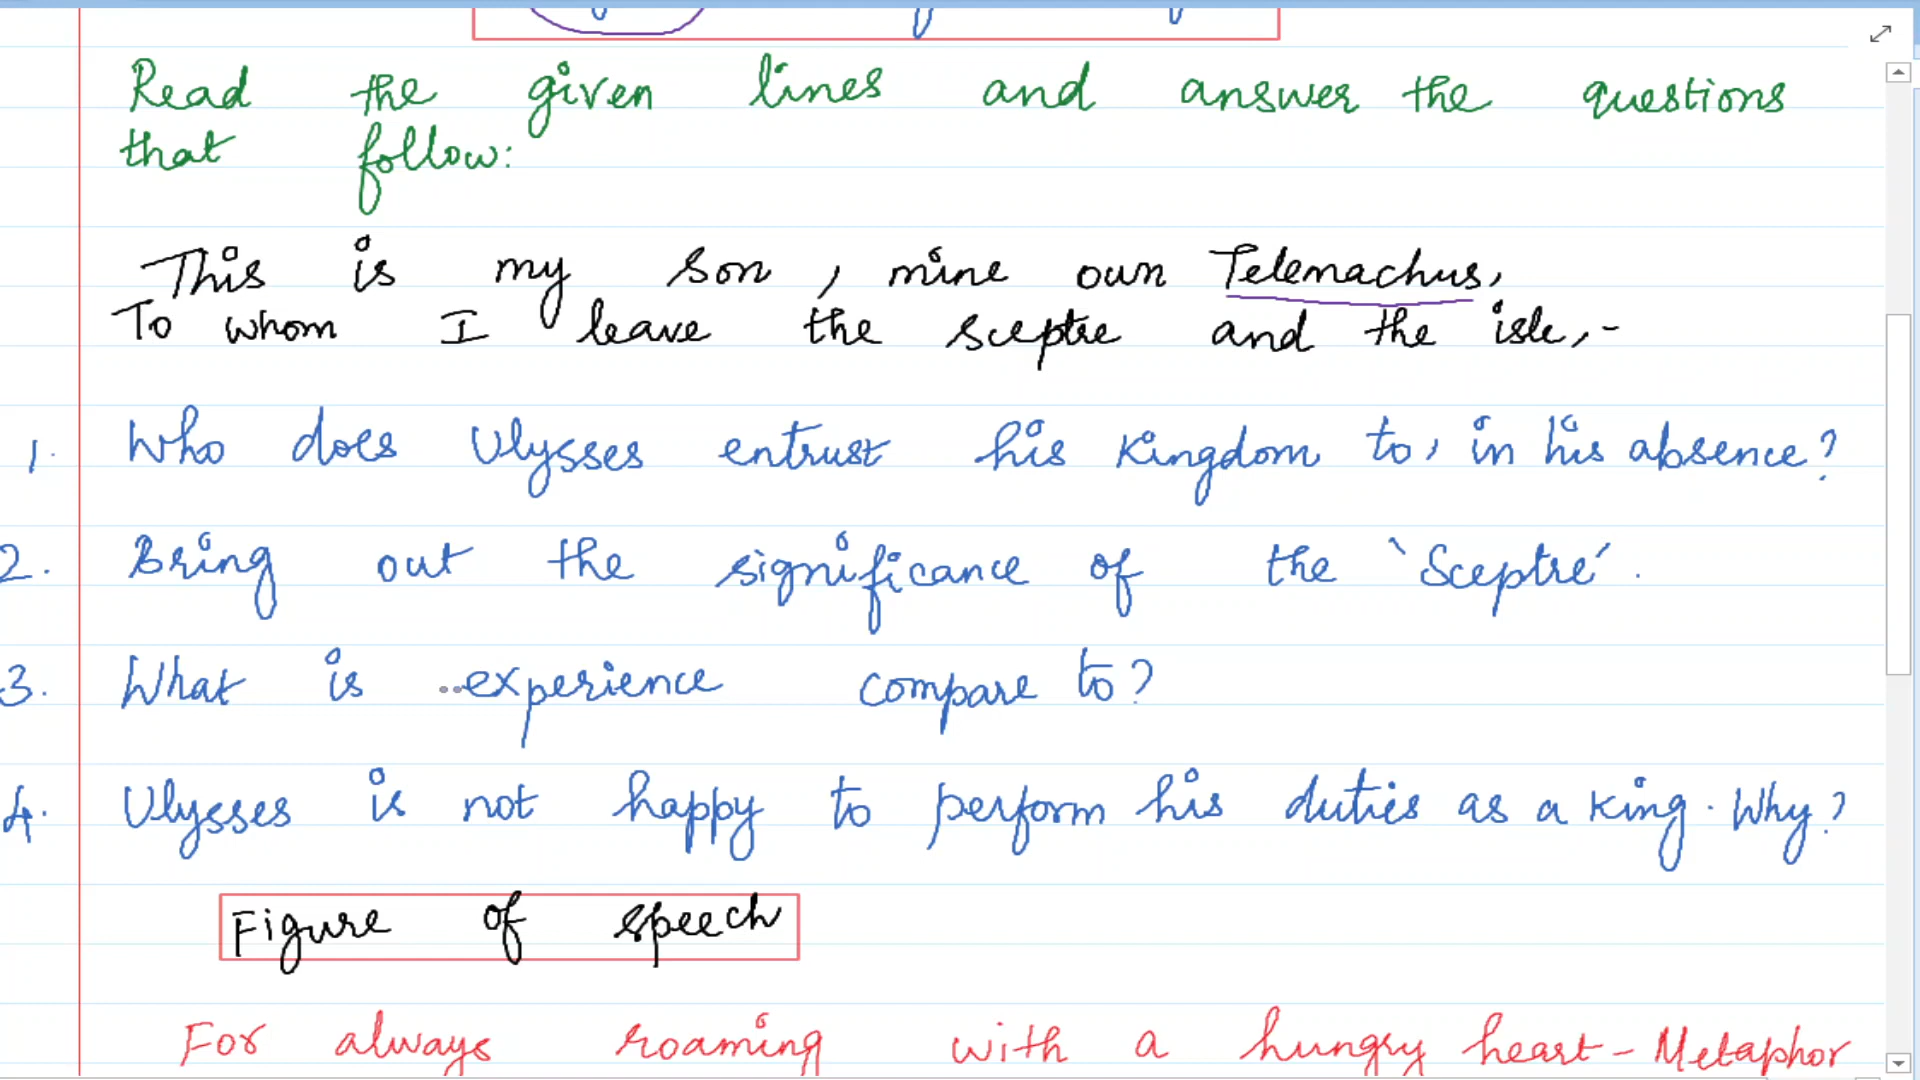 Read the given lines and answer the questions
that follow:
This is my son, mine own Telemachus,
To whom I leave the sceptre and the isle,-
1. Who does Ulysses entrust his Kingdom to, in his absence?
2. Bring out the significance of the 'Sceptre'.
3. What is experience compare to?
4. Ulysses is not happy to perform his duties as a King. Why?
Figure of speech
For always roaming with a hungry heart - Metaphor